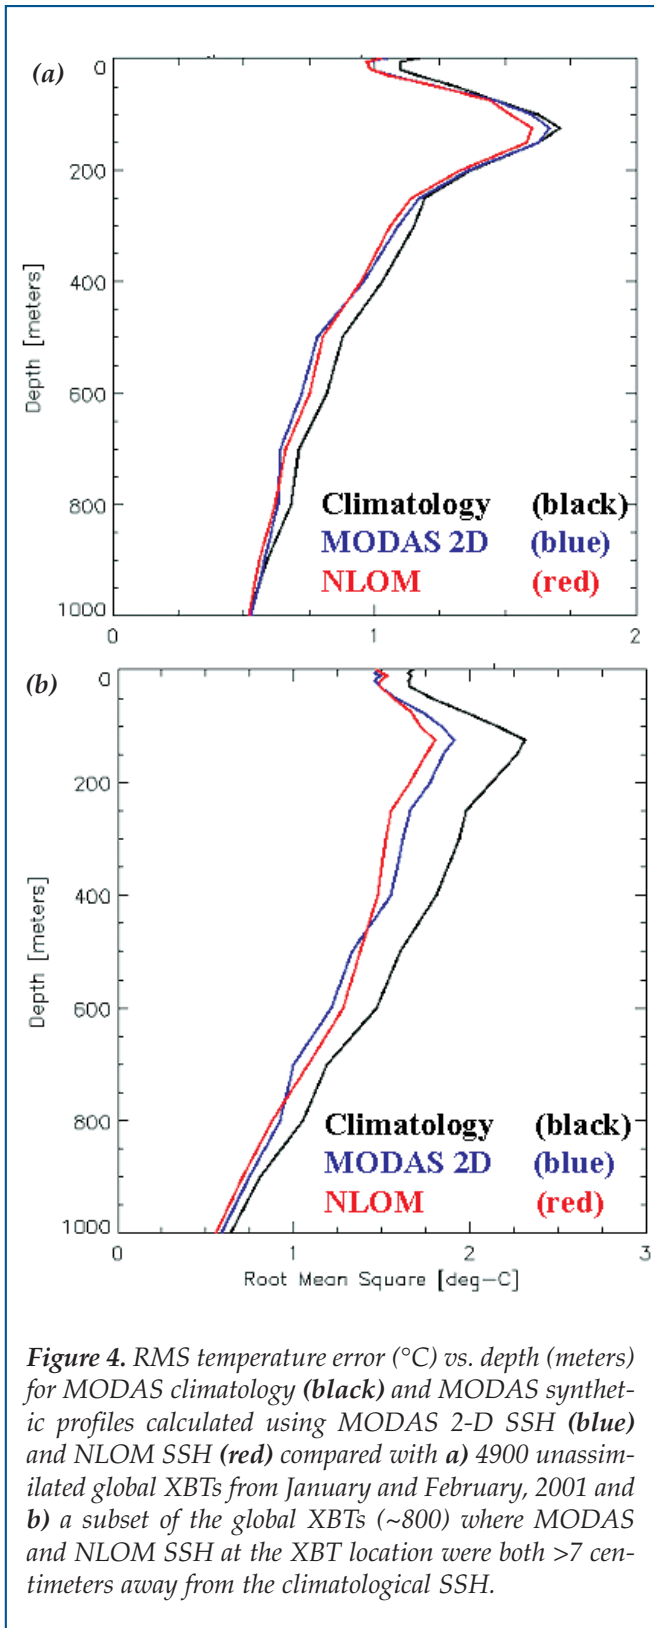 (a)
0
200
400
600
800
1000
Depth [meters]
Climatology (black)
MODAS 2D (blue)
NLOM (red)
0 1 2
(b)
0
200
400
600
800
1000
Depth [meters]
Climatology (black)
MODAS 2D (blue)
NLOM (red)
0 1 2 3
Root Mean Square [deg-C]
Figure 4. RMS temperature error (°C) vs. depth (meters)
for MODAS climatology (black) and MODAS synthet-
ic profiles calculated using MODAS 2-D SSH (blue)
and NLOM SSH (red) compared with a) 4900 unassim-
ilated global XBTs from January and February, 2001 and
b) a subset of the global XBTs (~800) where MODAS
and NLOM SSH at the XBT location were both >7 cen-
timeters away from the climatological SSH.